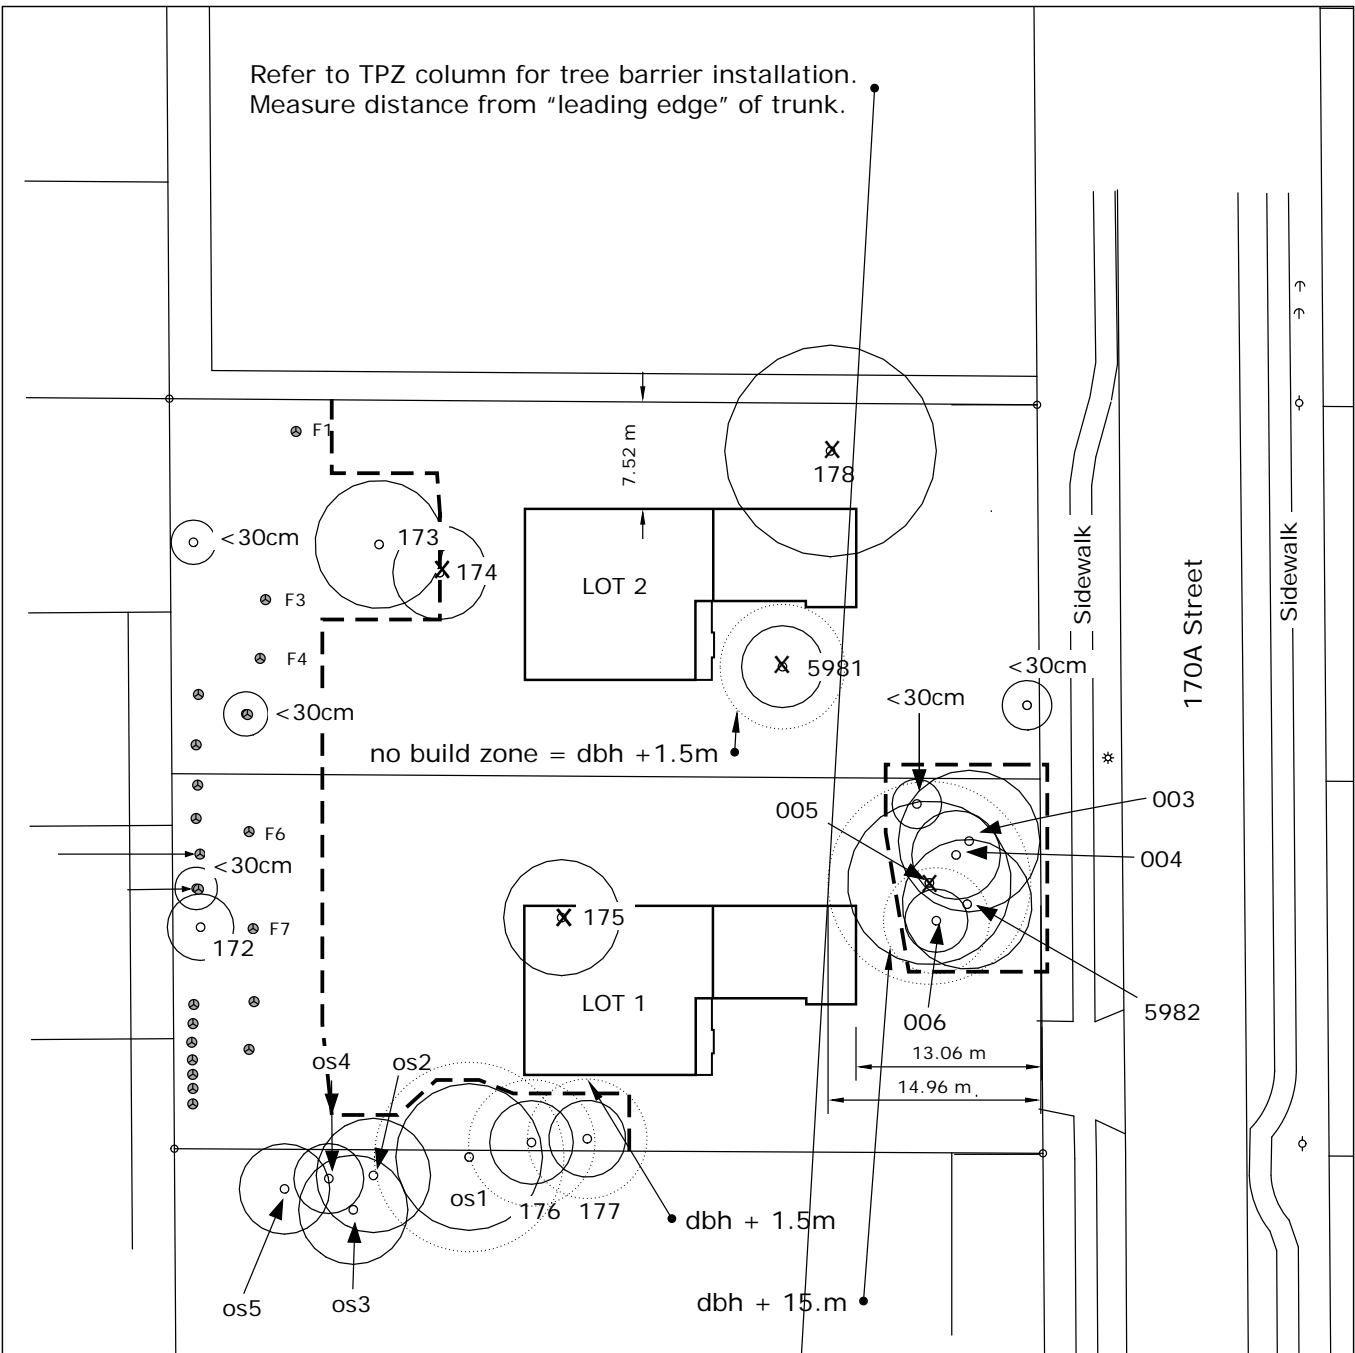 Refer to TPZ column for tree barrier installation.
Measure distance from “leading edge” of trunk.
F1
7.52 m
178
<30cm
173
174
LOT 2
Sidewalk
Sidewalk
170A Street
F3
F4
5981
<30cm
<30cm
<30cm
no build zone = dbh +1.5m
005
003
F6
004
<30cm
175
F7
172
LOT 1
006
5982
os4
os2
13.06 m
14.96 m
os1
176
177
dbh + 1.5m
os5
os3
dbh + 15.m